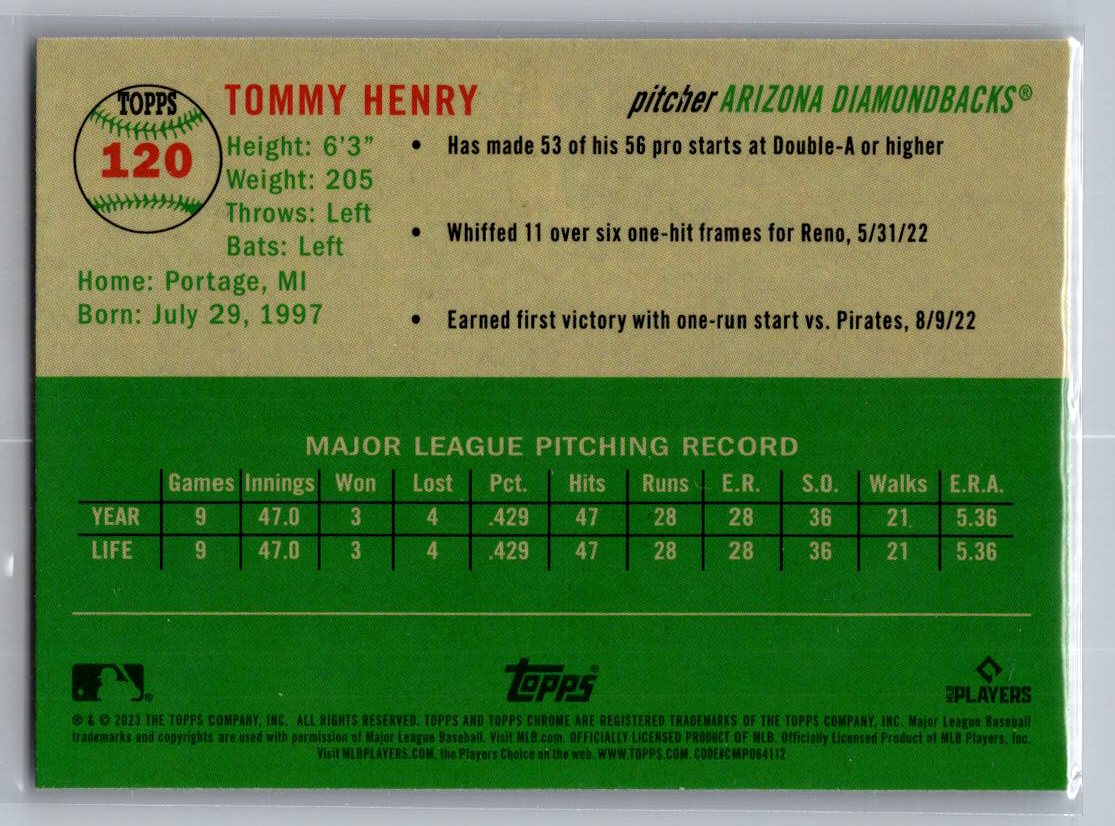 TOPPS
120
TOMMY HENRY
pitcher ARIZONA DIAMONDBACKS®
Height: 6'3"
Weight: 205
Throws: Left
Bats: Left
Home: Portage, MI
Born: July 29, 1997
• Has made 53 of his 56 pro starts at Double-A or higher
• Whiffed 11 over six one-hit frames for Reno, 5/31/22
• Earned first victory with one-run start vs. Pirates, 8/9/22
MAJOR LEAGUE PITCHING RECORD
Games Innings Won Lost Pct. Hits Runs E.R. S.O. Walks E.R.A.
YEAR 9 47.0 3 4 .429 47 28 28 36 21 5.36
LIFE 9 47.0 3 4 .429 47 28 28 36 21 5.36
Topps®
MLB PLAYERS
® & © 2023 THE TOPPS COMPANY, INC. ALL RIGHTS RESERVED. TOPPS AND TOPPS CHROME ARE REGISTERED TRADEMARKS OF THE TOPPS COMPANY, INC. Major League Baseball
trademarks and copyrights are used with permission of Major League Baseball. Visit MLB.com. OFFICIALLY LICENSED PRODUCT OF MLB. Officially Licensed Product of MLB Players, Inc.
Visit MLBPLAYERS.COM, the Players Choice on the web. WWW.TOPPS.COM. CODE#CMP084112